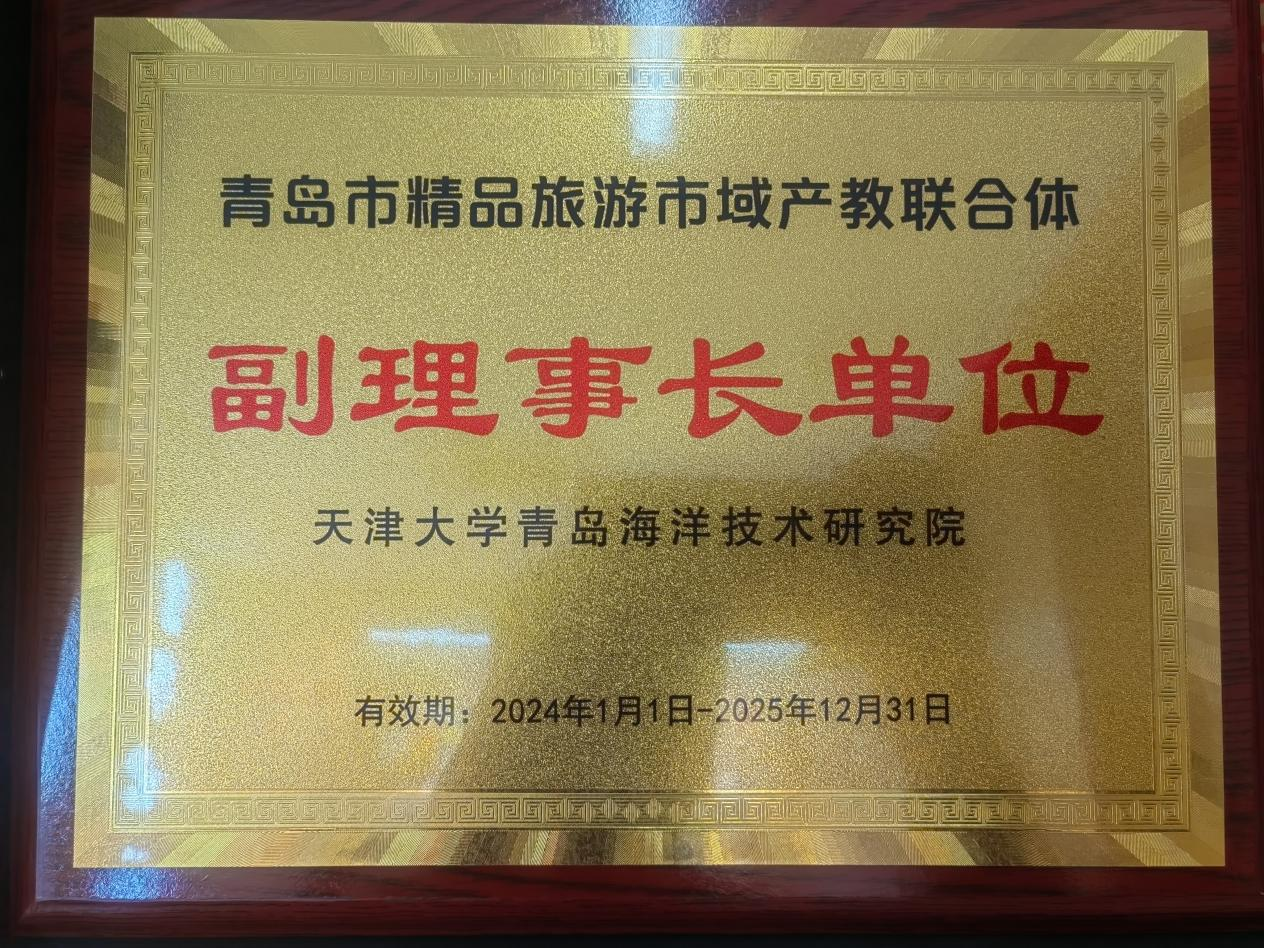 青岛市精品旅游市域产教联合体
副理事长单位
天津大学青岛海洋技术研究院
有效期：2024年1月1日-2025年12月31日